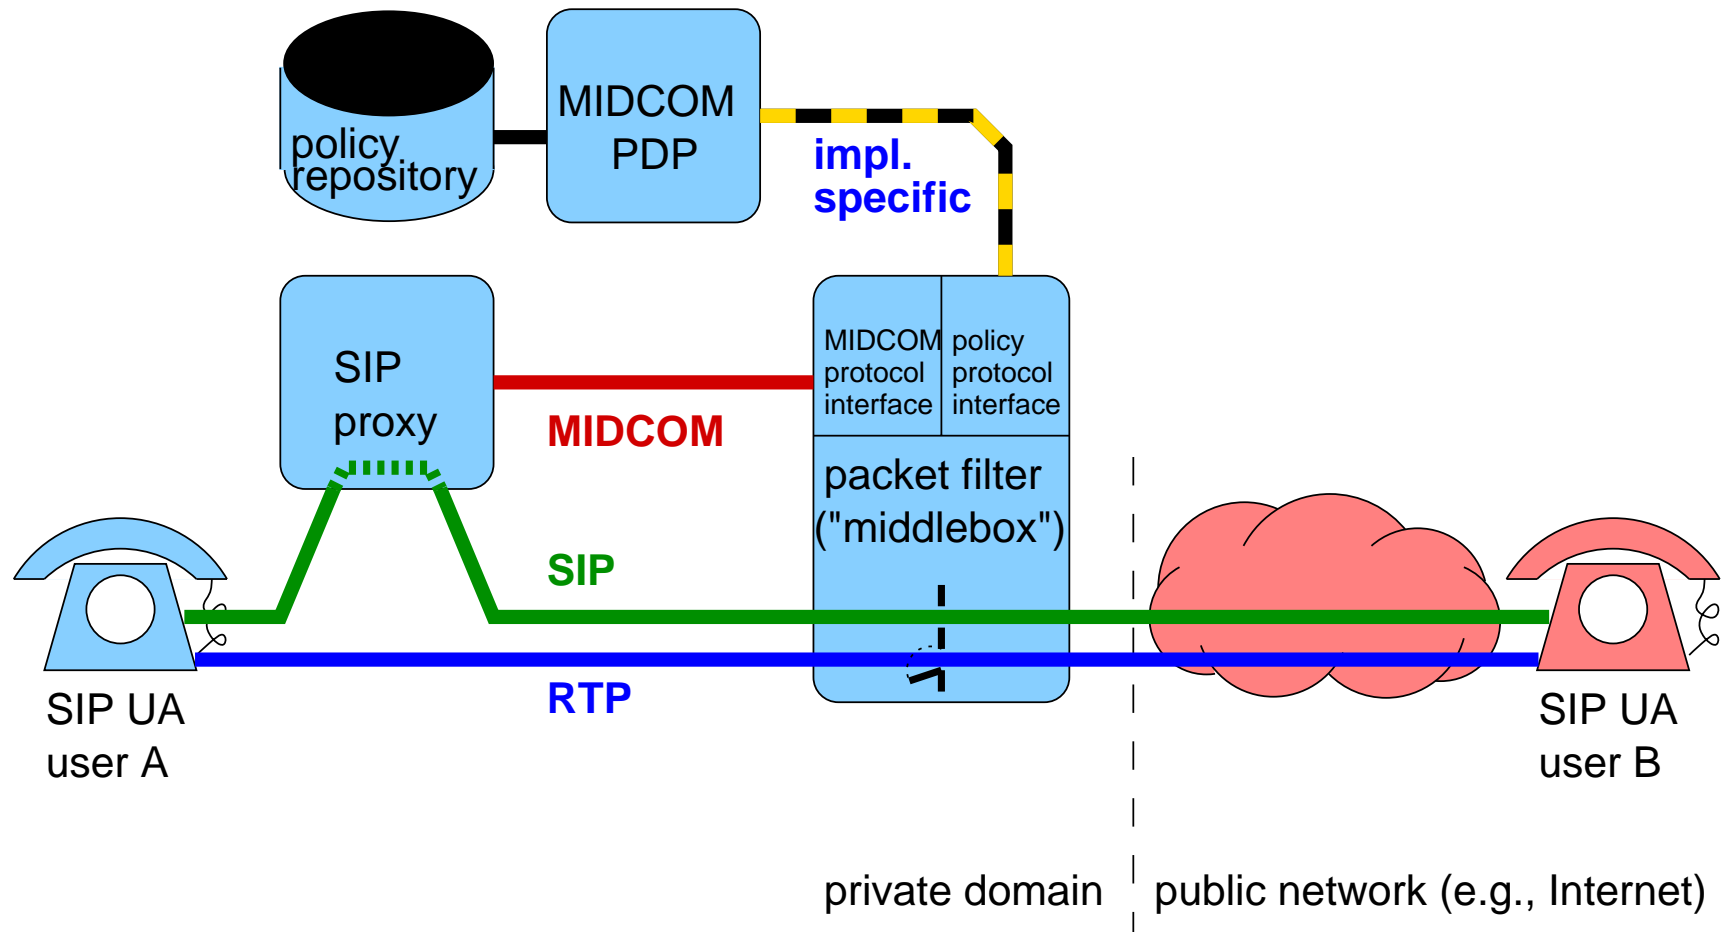 policy
repository
MIDCOM
PDP
impl.
specific
SIP
proxy
MIDCOM
MIDCOM
protocol
interface
policy
protocol
interface
packet filter
("middlebox")
SIP
RTP
SIP UA
user A
SIP UA
user B
private domain
public network (e.g., Internet)